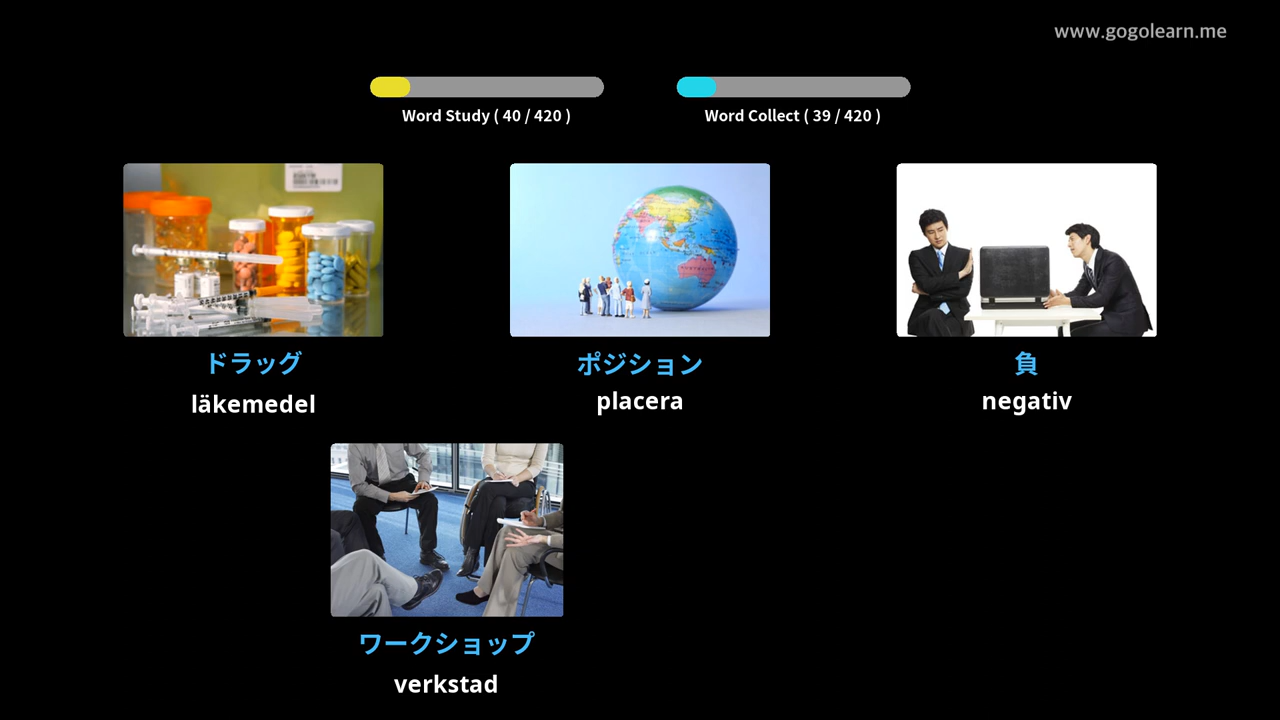 www.gogolearn.me
Word Study ( 40 / 420 )
Word Collect ( 39 / 420 )
ドラッグ
läkemedel
ポジション
placera
負
negativ
ワークショップ
verkstad